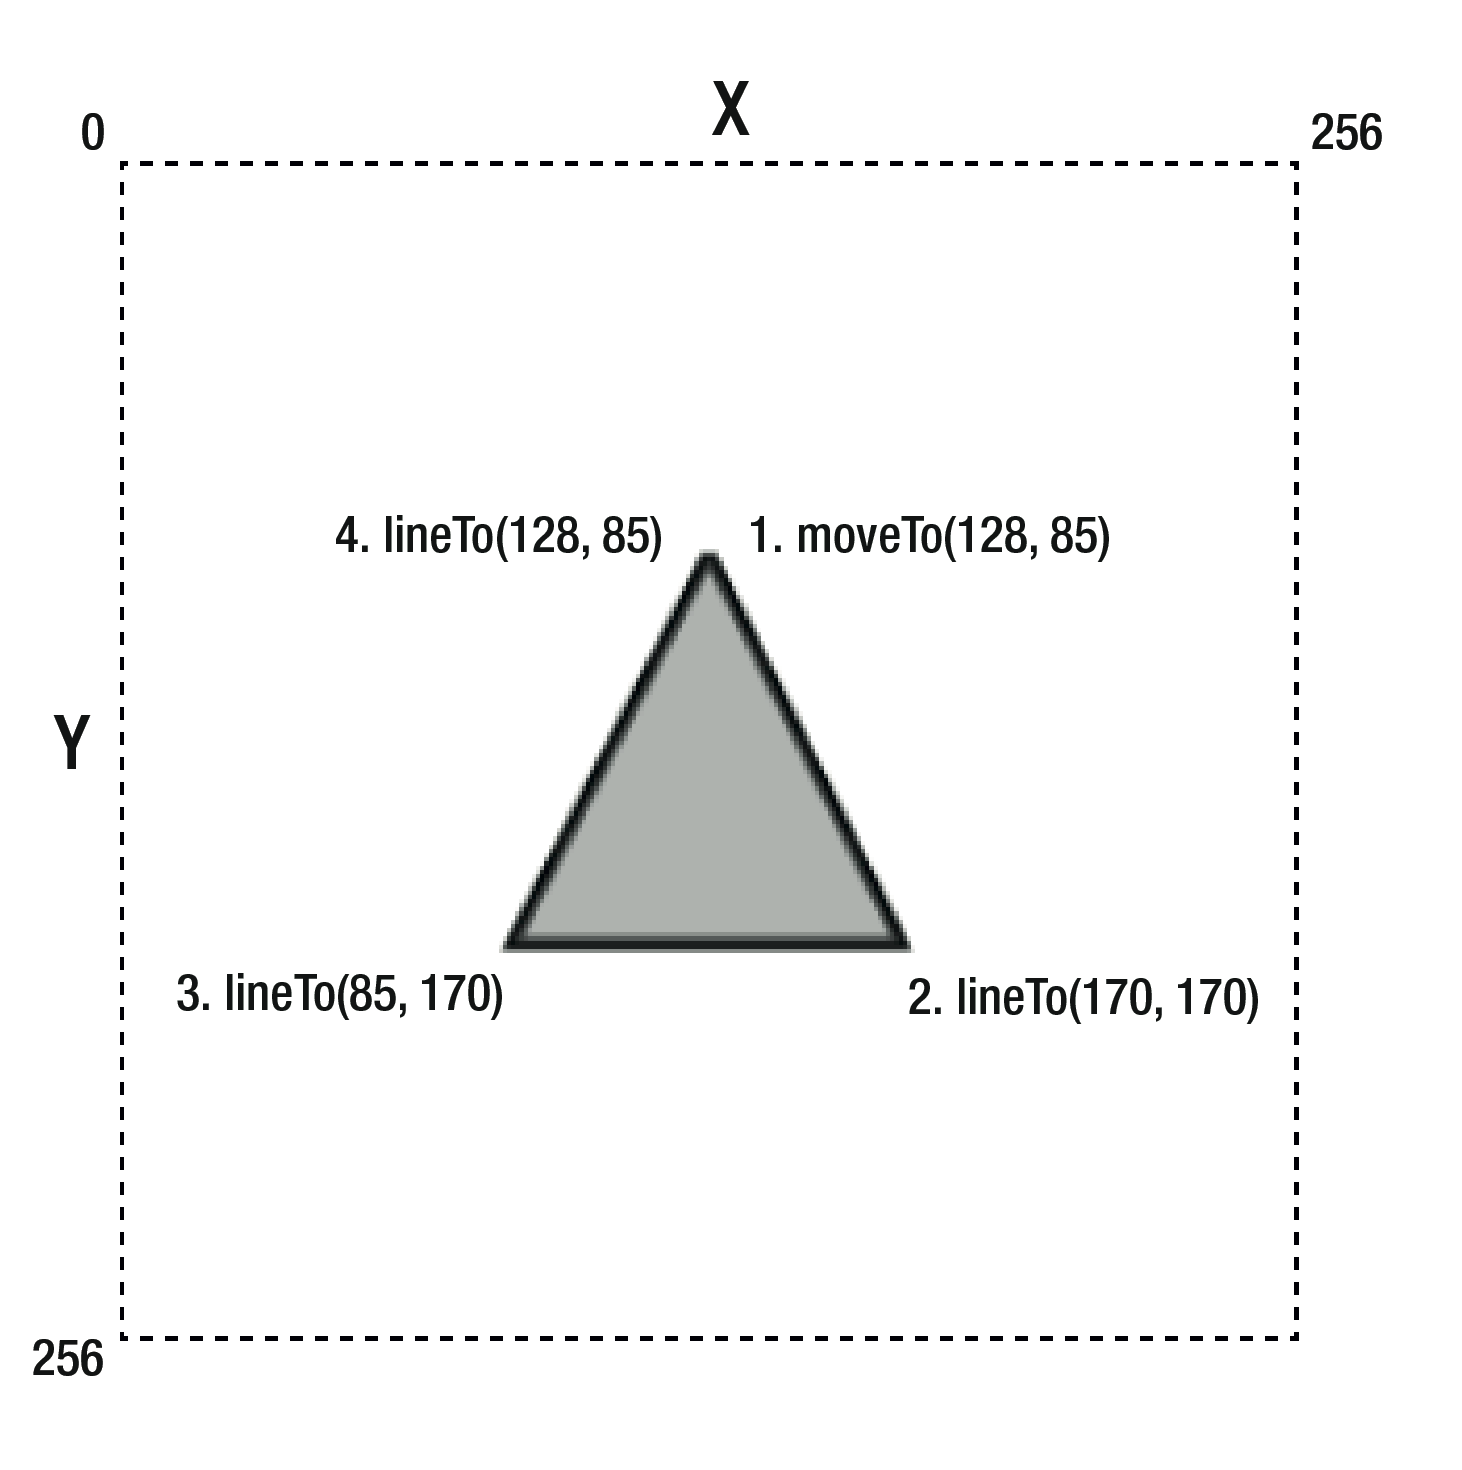 X
0
256
4. lineTo(128, 85)
1. moveTo(128, 85)
Y
3. lineTo(85, 170)
2. lineTo(170, 170)
256